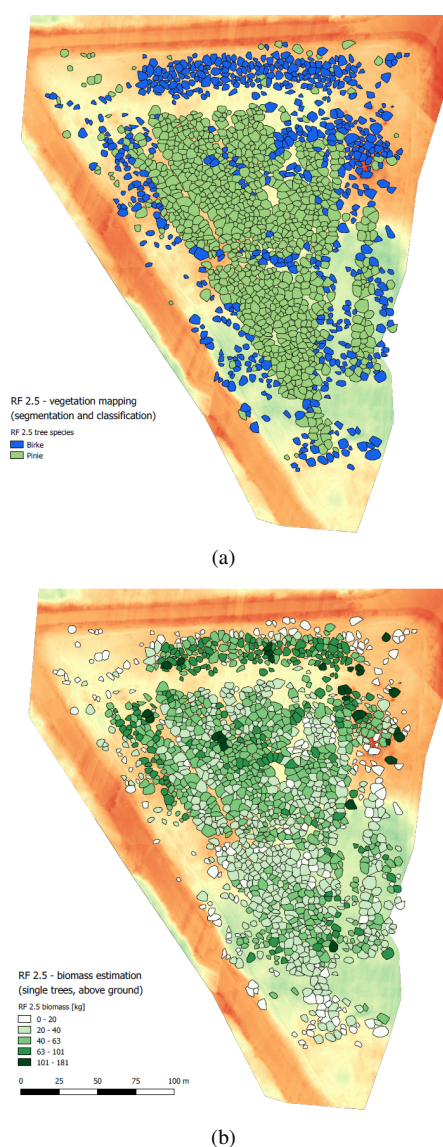 RF 2.5 - vegetation mapping
(segmentation and classification)
RF 2.5 tree species
Birke
Pinie
(a)
RF 2.5 - biomass estimation
(single trees, above ground)
RF 2.5 biomass [kg]
0 - 20
20 - 40
40 - 63
63 - 101
101 - 181
0 25 50 75 100 m
(b)